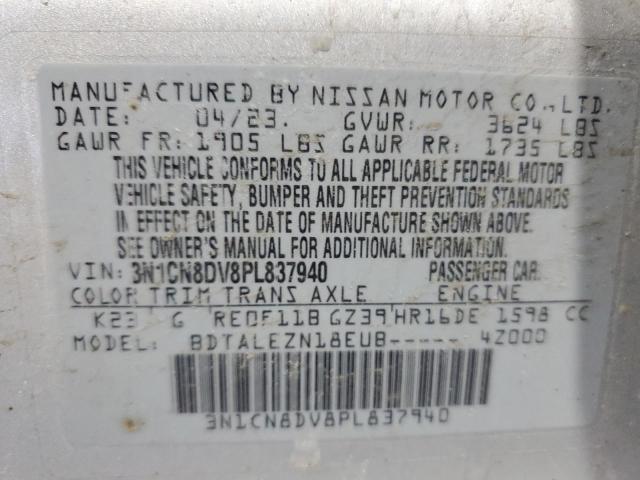 MANUFACTURED BY NISSAN MOTOR CO., LTD.
DATE: 04/23. GVWR: 3624 LBS
GAWR FR: 1905 LBS GAWR RR: 1735 LBS
THIS VEHICLE CONFORMS TO ALL APPLICABLE FEDERAL MOTOR
VEHICLE SAFETY, BUMPER AND THEFT PREVENTION STANDARDS
IN EFFECT ON THE DATE OF MANUFACTURE SHOWN ABOVE.
SEE OWNER'S MANUAL FOR ADDITIONAL INFORMATION.
VIN: 3N1CN8DV8PL837940 PASSENGER CAR.
COLOR TRIM TRANS AXLE ENGINE
K23 G RE0F11B GZ39 HR16DE 1598 CC
MODEL: BDTALEZN18EUB----- 4Z000
3N1CN8DV8PL837940